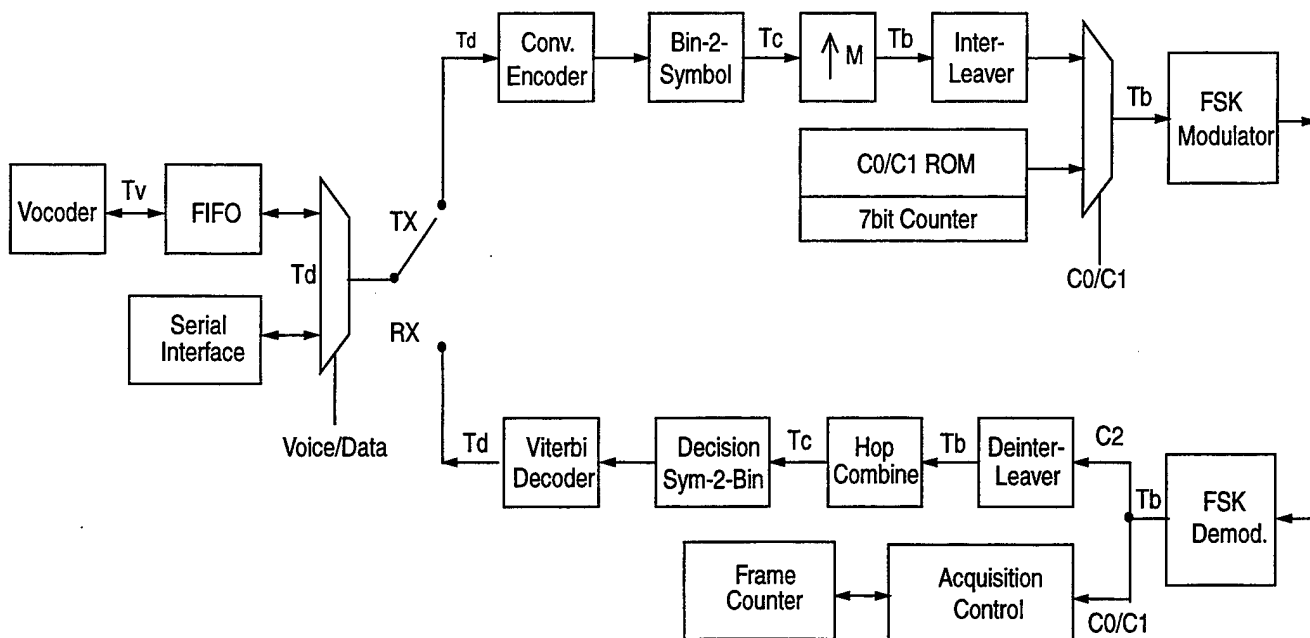 Td
Conv.
Encoder
Bin-2-
Symbol
Tc
↑ M
Tb
Inter-
Leaver
Tb
FSK
Modulator
C0/C1 ROM
7bit Counter
C0/C1
Vocoder
Tv
FIFO
Td
Serial
Interface
Voice/Data
TX
RX
Td
Viterbi
Decoder
Decision
Sym-2-Bin
Tc
Hop
Combine
Tb
Deinter-
Leaver
C2
Tb
FSK
Demod.
Frame
Counter
Acquisition
Control
C0/C1